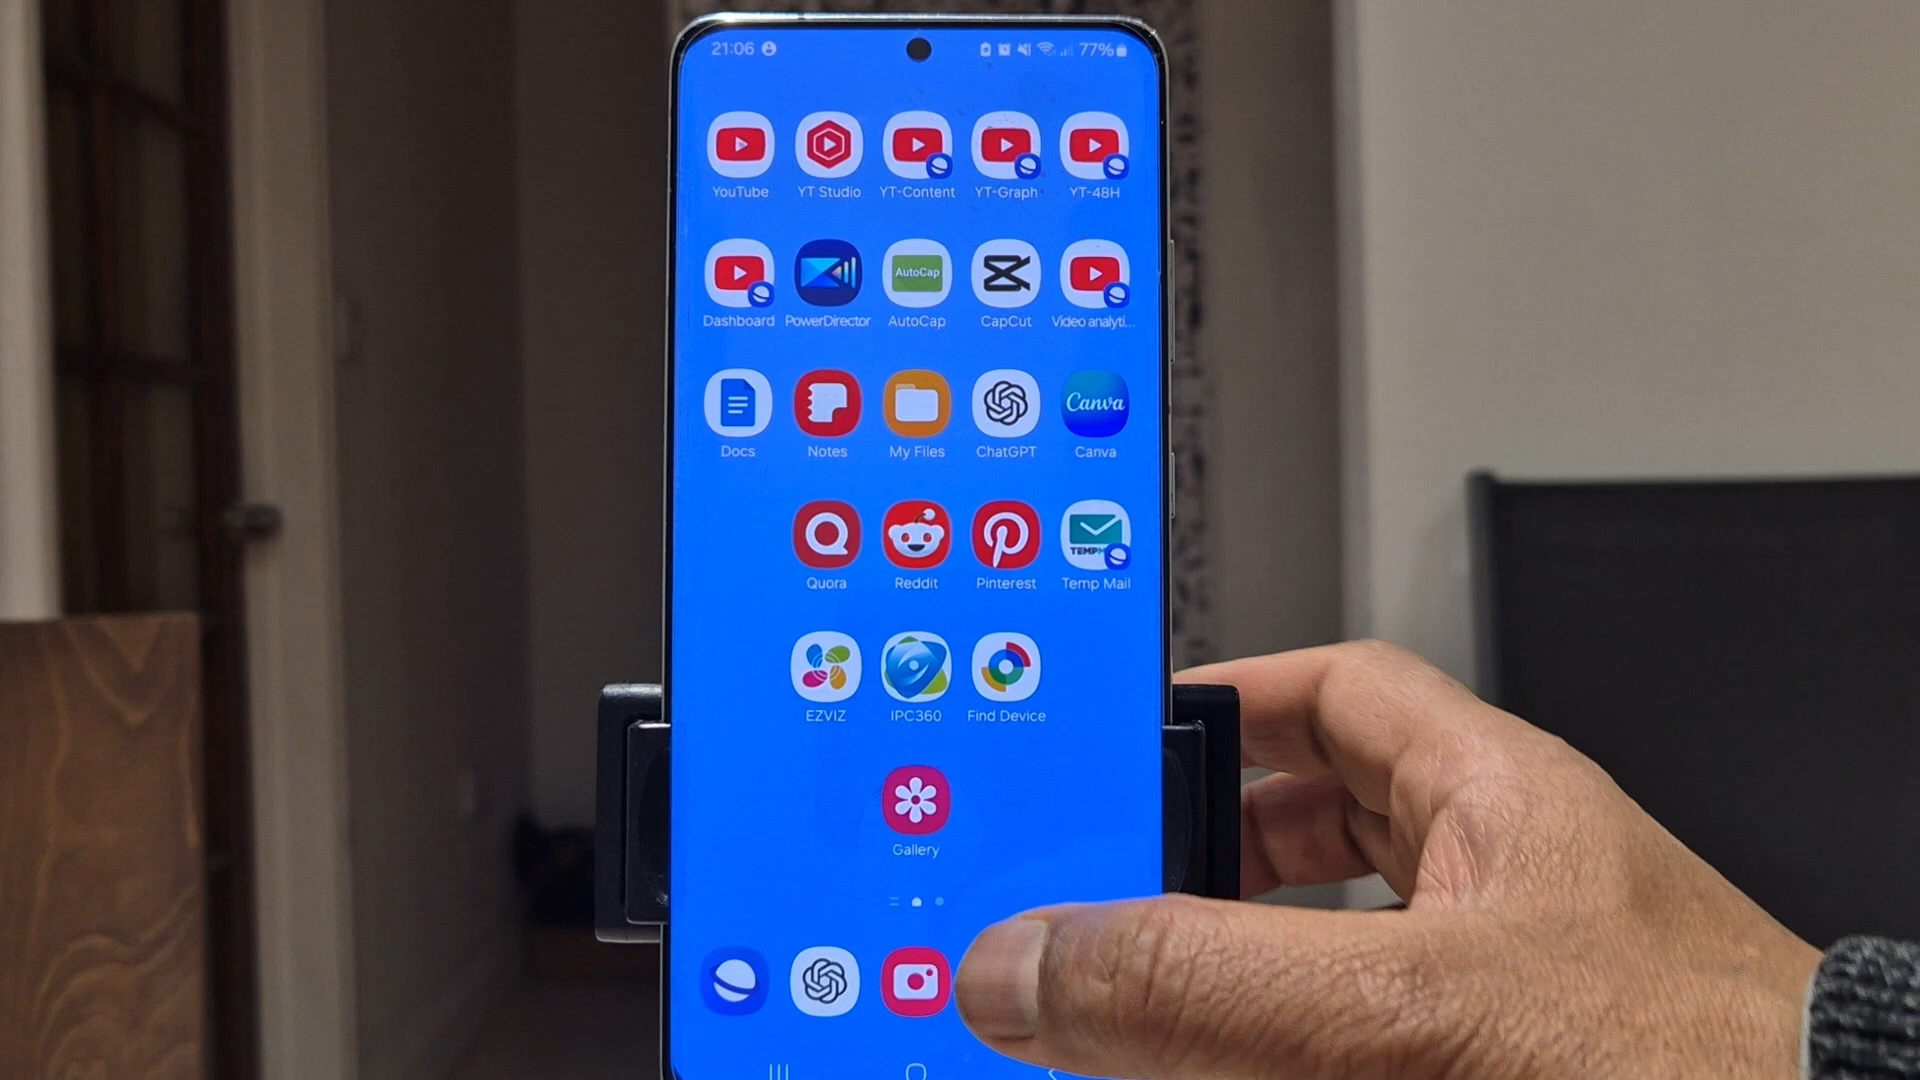 21:06 77%
YouTube YT Studio YT-Content YT-Graph YT-48H
AutoCap
Dashboard PowerDirector AutoCap CapCut Video analyti...
Canva
Docs Notes My Files ChatGPT Canva
TEMPM
Quora Reddit Pinterest Temp Mail
EZVIZ IPC360 Find Device
Gallery